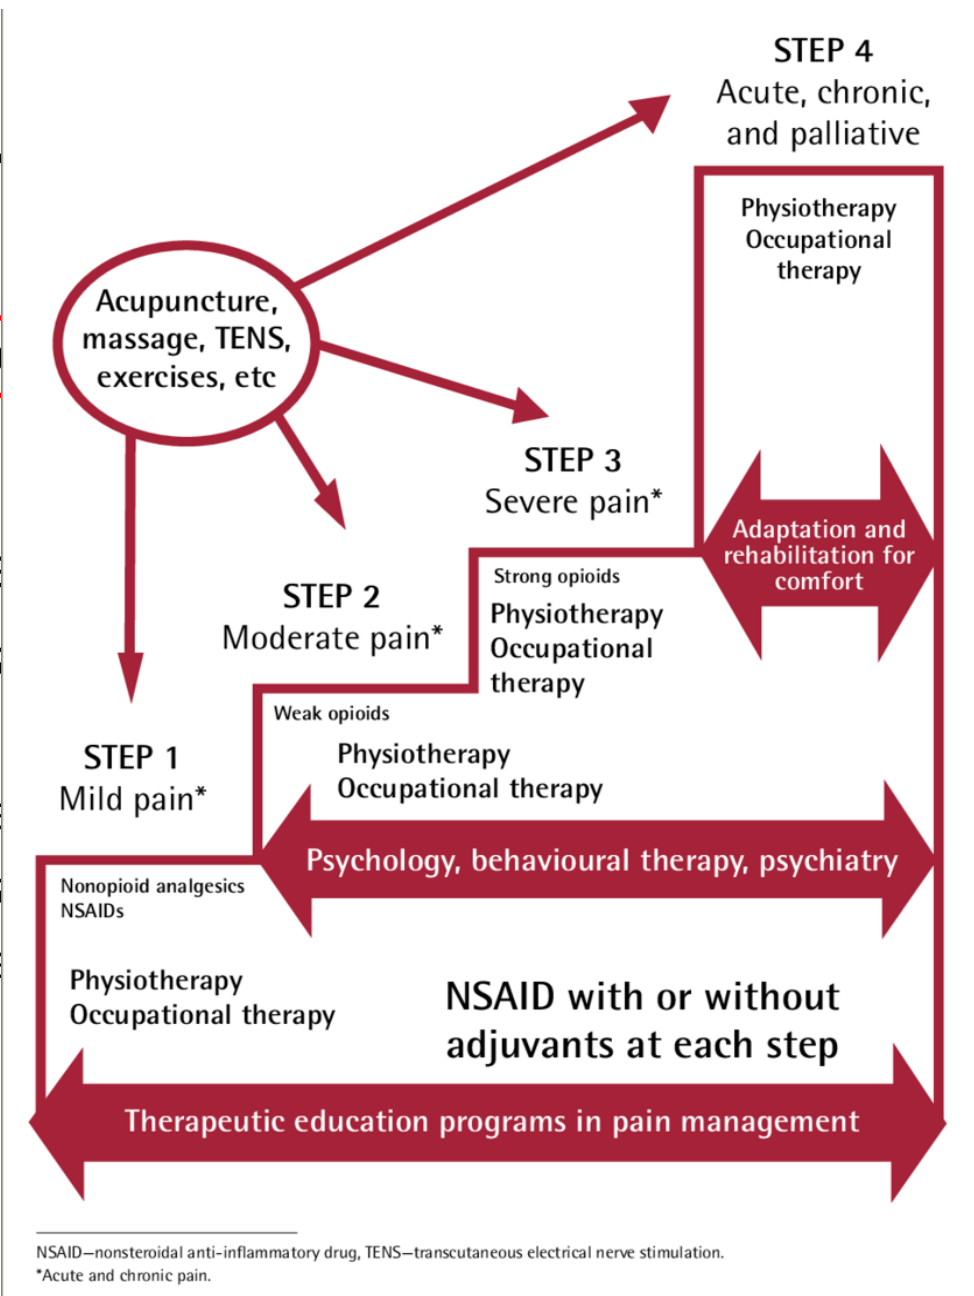 STEP 4
Acute, chronic,
and palliative
Physiotherapy
Occupational
therapy
Acupuncture,
massage, TENS,
exercises, etc
STEP 3
Severe pain*
Adaptation and
rehabilitation for
comfort
Strong opioids
Physiotherapy
Occupational
therapy
STEP 2
Moderate pain*
Weak opioids
Physiotherapy
Occupational therapy
STEP 1
Mild pain*
Psychology, behavioural therapy, psychiatry
Nonopioid analgesics
NSAIDs
Physiotherapy
Occupational therapy
NSAID with or without
adjuvants at each step
Therapeutic education programs in pain management
NSAID—nonsteroidal anti-inflammatory drug, TENS—transcutaneous electrical nerve stimulation.
*Acute and chronic pain.